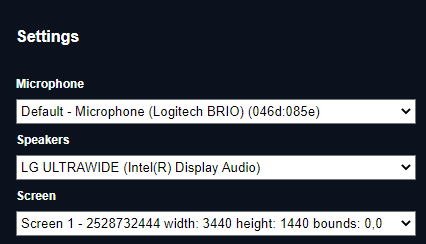 Settings
Microphone
Default - Microphone (Logitech BRIO) (046d:085e)
Speakers
LG ULTRAWIDE (Intel(R) Display Audio)
Screen
Screen 1 - 2528732444 width: 3440 height: 1440 bounds: 0,0